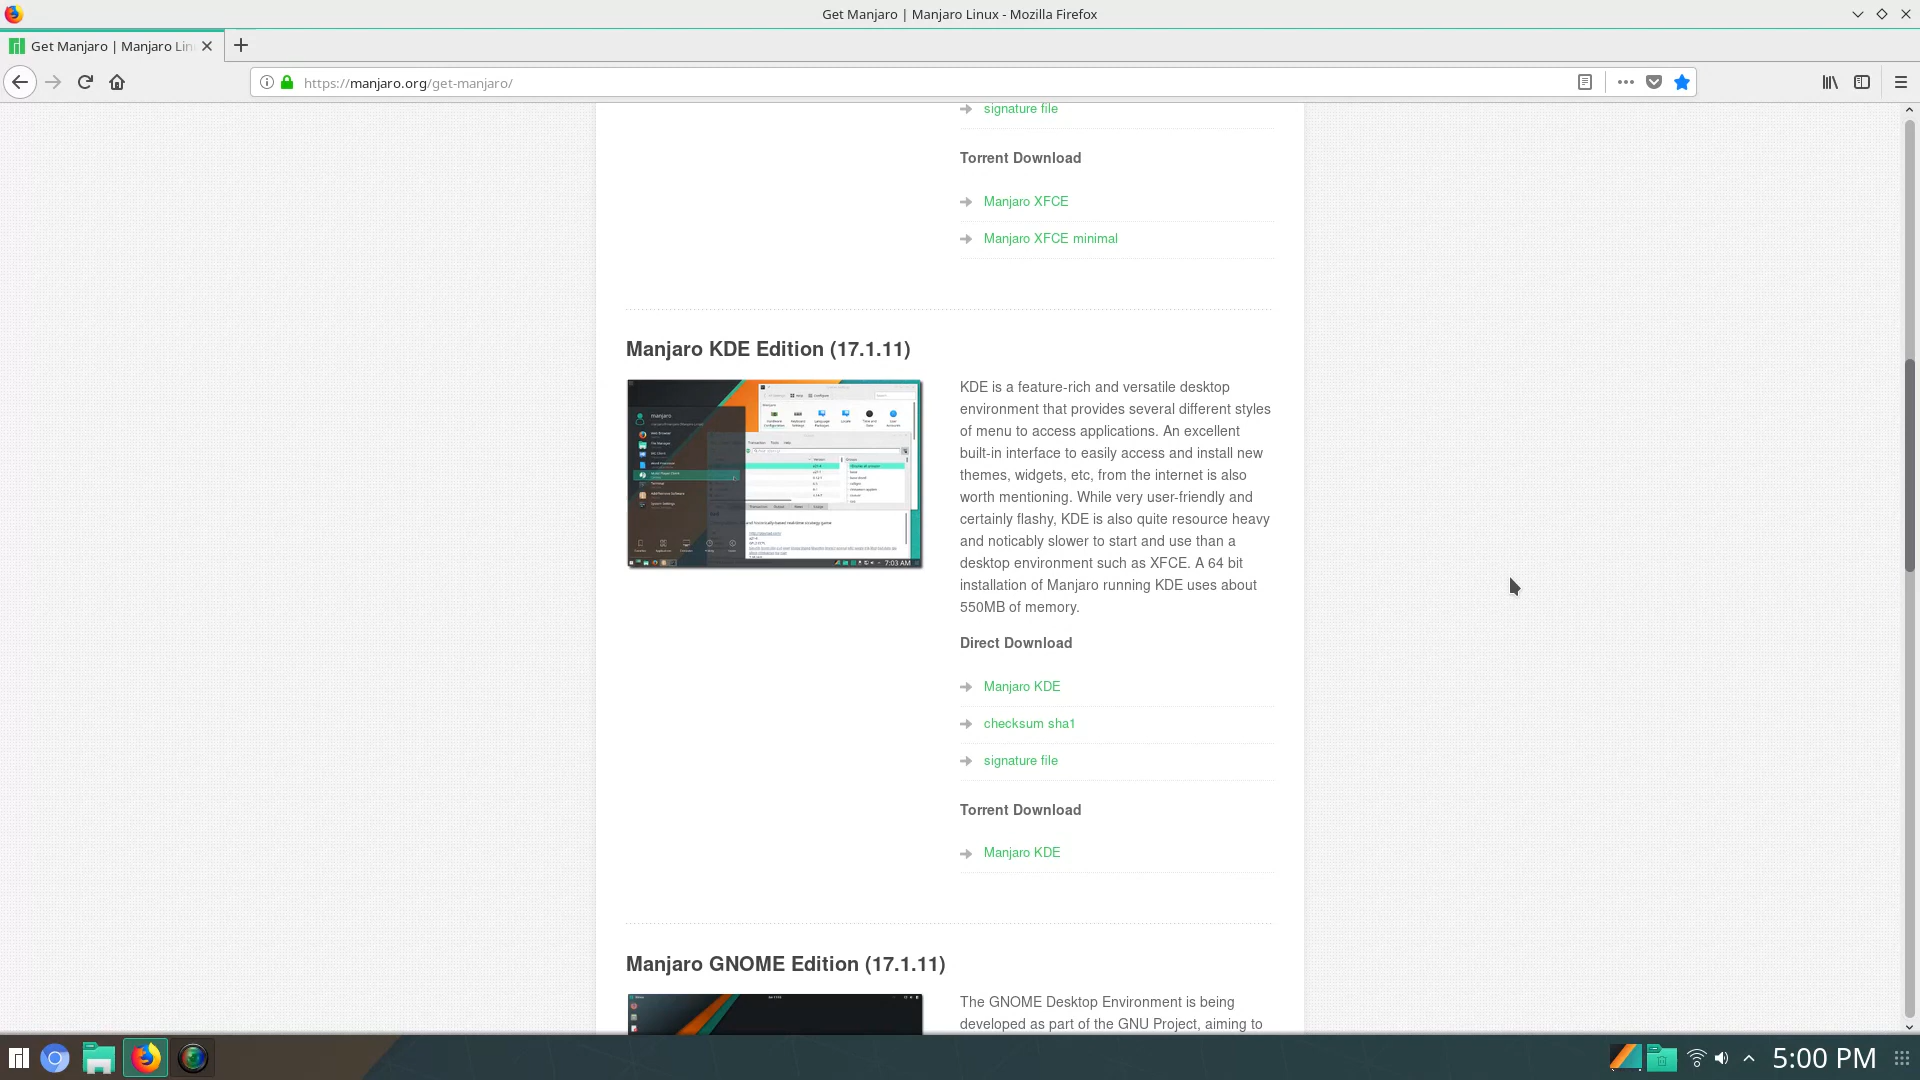 Get Manjaro | Manjaro Linux - Mozilla Firefox
Get Manjaro | Manjaro Lin
https://manjaro.org/get-manjaro/
signature file
Torrent Download
Manjaro XFCE
Manjaro XFCE minimal
Manjaro KDE Edition (17.1.11)
manjaro
7:03 AM
KDE is a feature-rich and versatile desktop
environment that provides several different styles
of menu to access applications. An excellent
built-in interface to easily access and install new
themes, widgets, etc, from the internet is also
worth mentioning. While very user-friendly and
certainly flashy, KDE is also quite resource heavy
and noticably slower to start and use than a
desktop environment such as XFCE. A 64 bit
installation of Manjaro running KDE uses about
550MB of memory.
Direct Download
Manjaro KDE
checksum sha1
signature file
Torrent Download
Manjaro KDE
Manjaro GNOME Edition (17.1.11)
The GNOME Desktop Environment is being
developed as part of the GNU Project, aiming to
5:00 PM